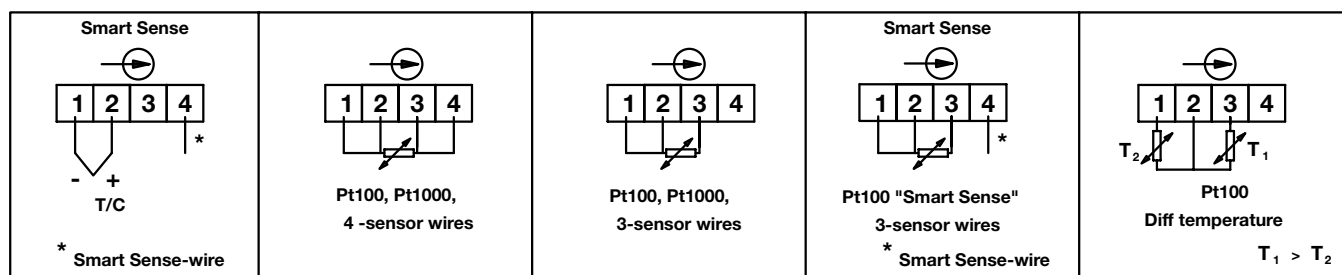 Smart Sense
1 2 3 4
*
- +
T/C
* Smart Sense-wire
1 2 3 4
Pt100, Pt1000,
4 -sensor wires
1 2 3 4
Pt100, Pt1000,
3-sensor wires
Smart Sense
1 2 3 4
*
Pt100 "Smart Sense"
3-sensor wires
* Smart Sense-wire
1 2 3 4
T2 T1
Pt100
Diff temperature
T1 > T2